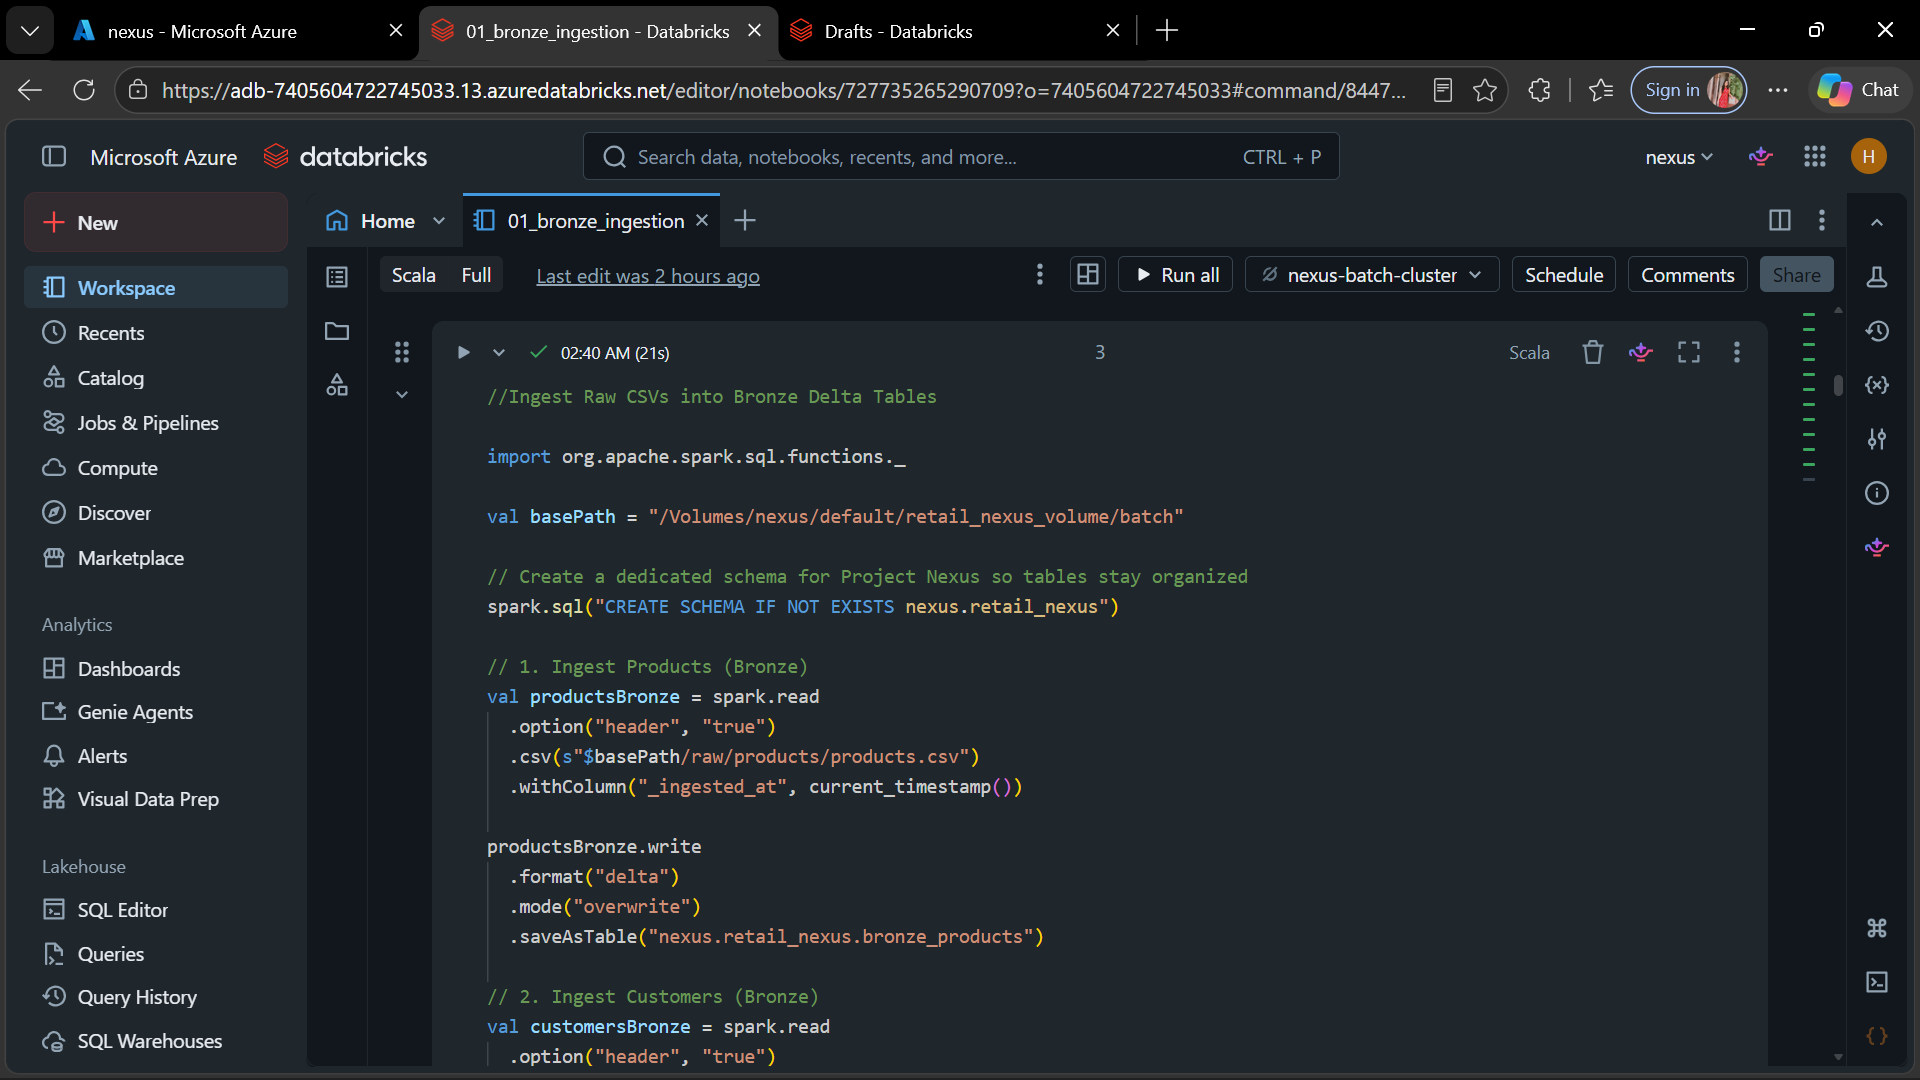 nexus - Microsoft Azure
01_bronze_ingestion - Databricks
Drafts - Databricks
https://adb-7405604722745033.13.azuredatabricks.net/editor/notebooks/727735265290709?o=7405604722745033#command/8447...
Sign in
Chat
Microsoft Azure
databricks
Search data, notebooks, recents, and more...
CTRL + P
nexus
H
New
Workspace
Recents
Catalog
Jobs & Pipelines
Compute
Discover
Marketplace
Analytics
Dashboards
Genie Agents
Alerts
Visual Data Prep
Lakehouse
SQL Editor
Queries
Query History
SQL Warehouses
Home
01_bronze_ingestion
Scala
Full
Last edit was 2 hours ago
Run all
nexus-batch-cluster
Schedule
Comments
Share
02:40 AM (21s)
3
Scala
//Ingest Raw CSVs into Bronze Delta Tables
import org.apache.spark.sql.functions._
val basePath = "/Volumes/nexus/default/retail_nexus_volume/batch"
// Create a dedicated schema for Project Nexus so tables stay organized
spark.sql("CREATE SCHEMA IF NOT EXISTS nexus.retail_nexus")
// 1. Ingest Products (Bronze)
val productsBronze = spark.read
.option("header", "true")
.csv(s"$basePath/raw/products/products.csv")
.withColumn("_ingested_at", current_timestamp())
productsBronze.write
.format("delta")
.mode("overwrite")
.saveAsTable("nexus.retail_nexus.bronze_products")
// 2. Ingest Customers (Bronze)
val customersBronze = spark.read
.option("header", "true")